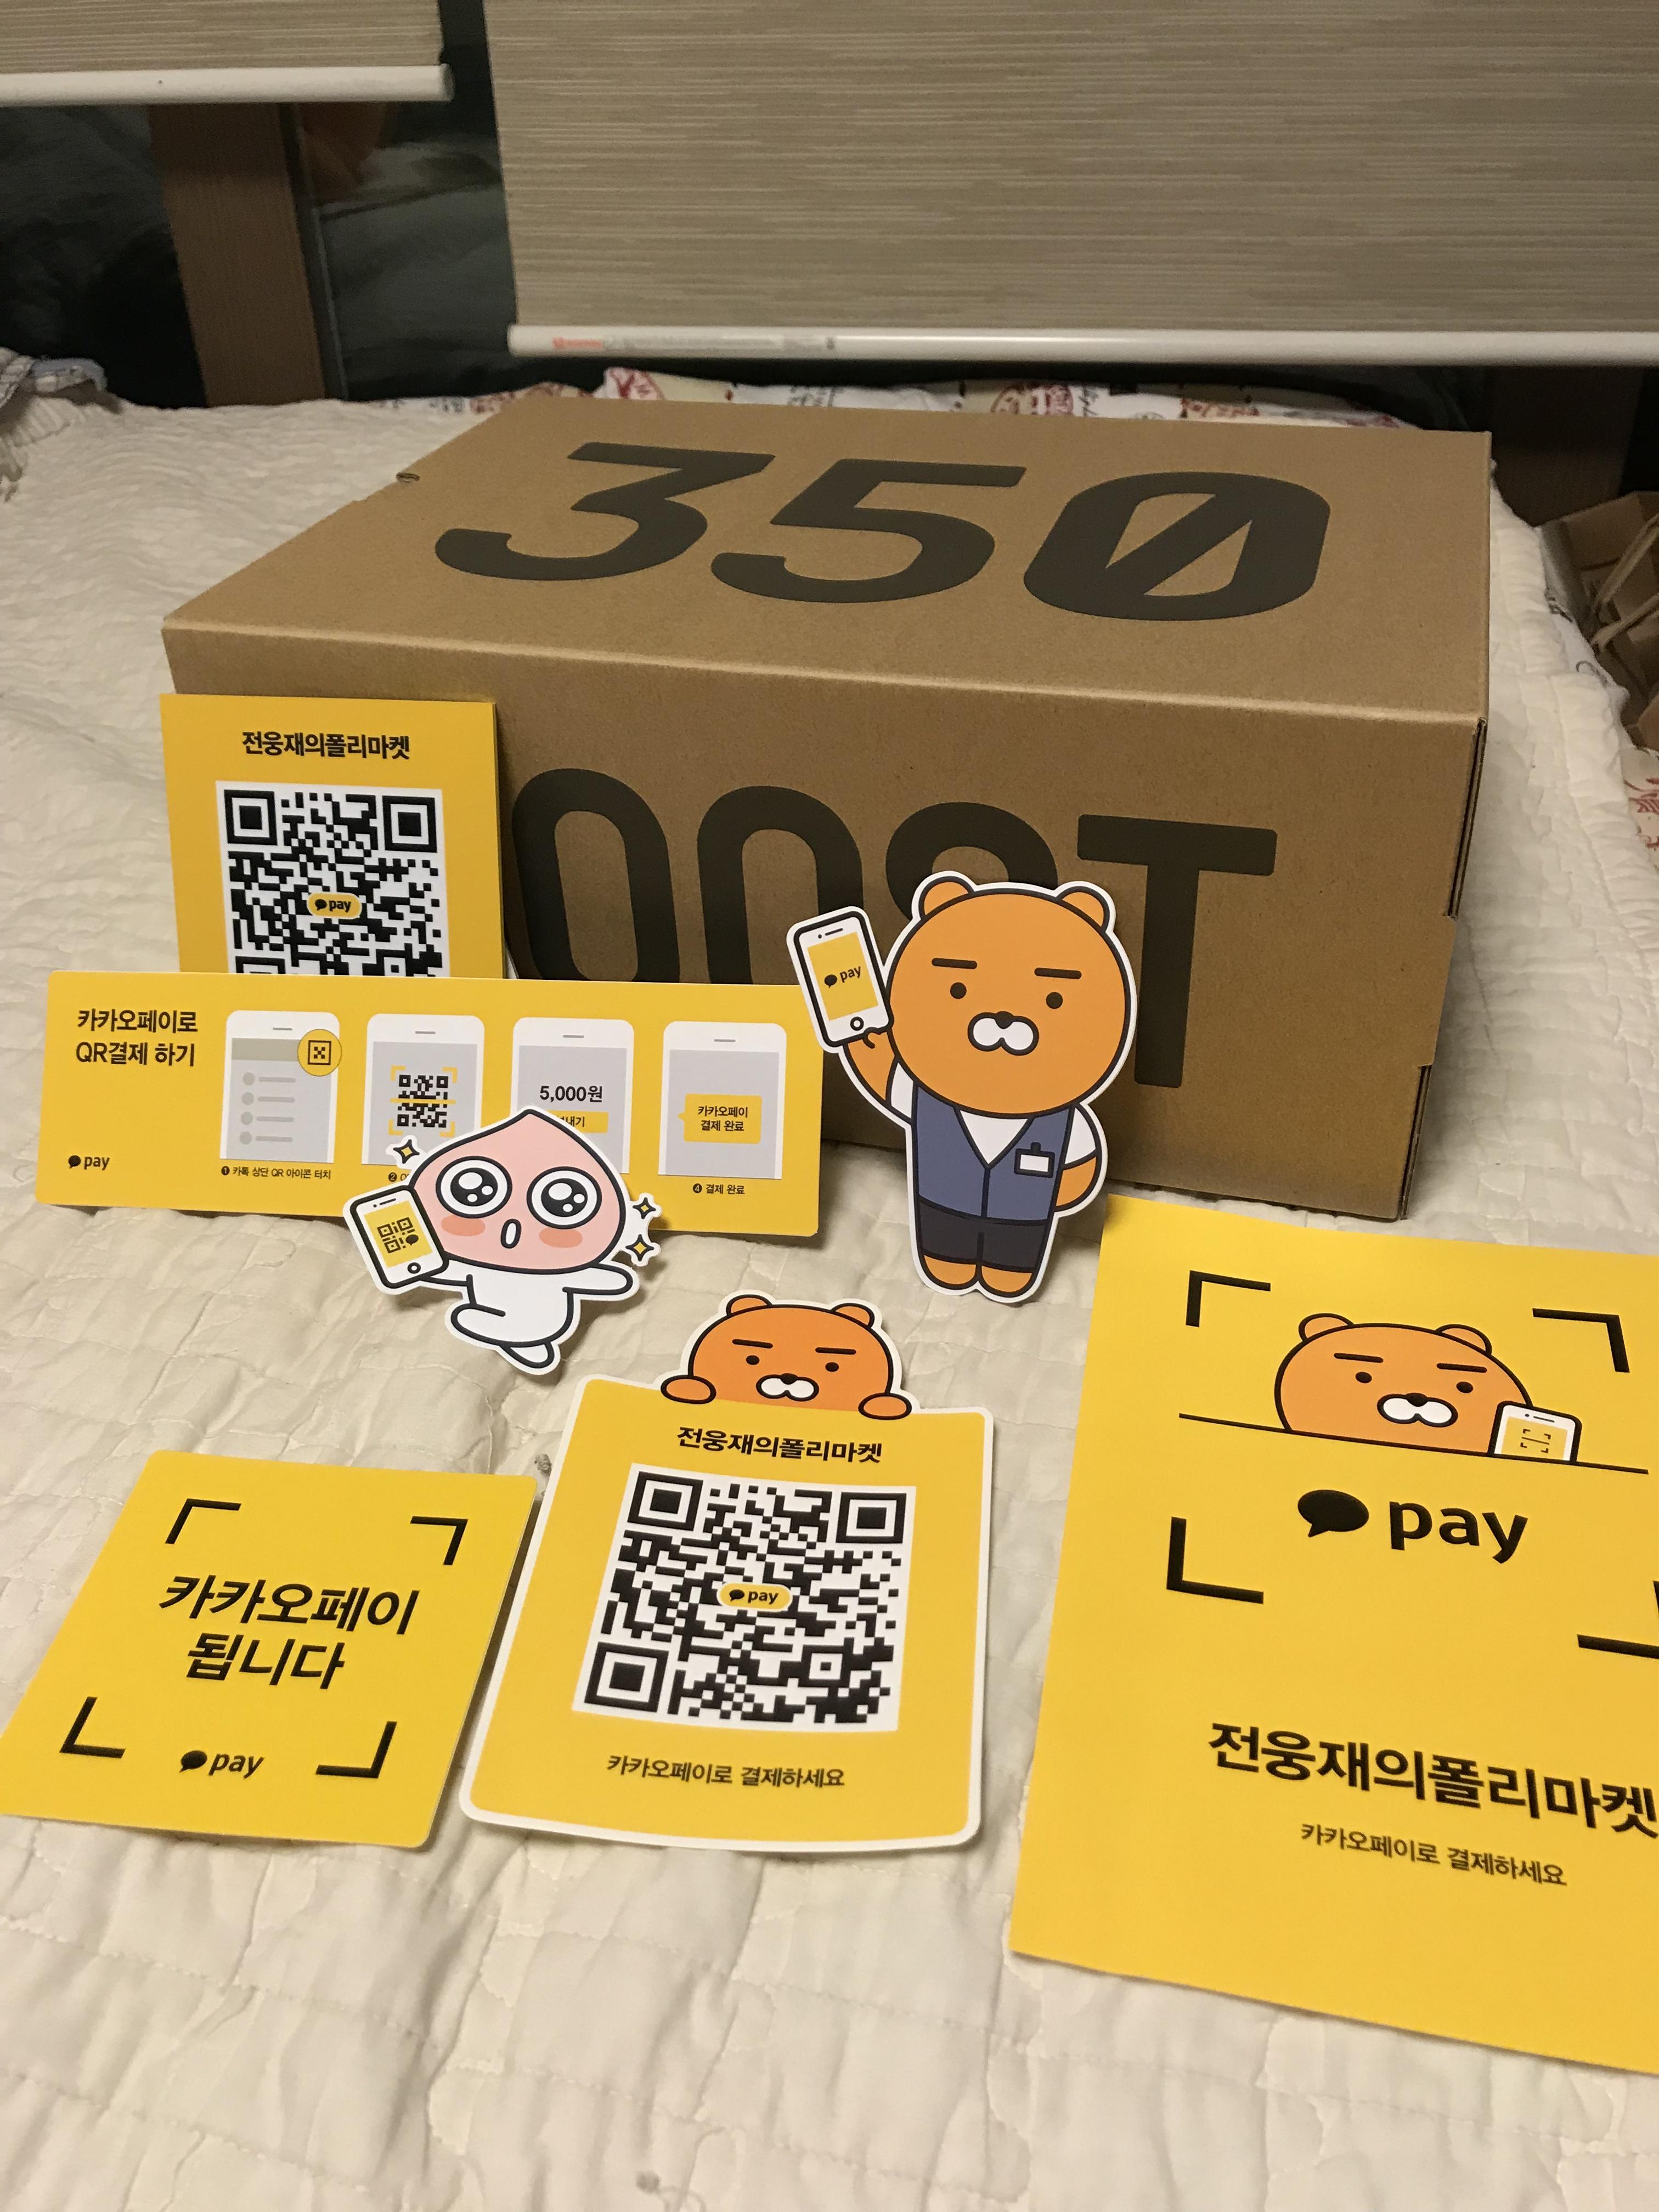 350
OOST
전웅재의폴리마켓
pay
카카오페이로
QR결제 하기
pay
5,000원
카카오페이
결제 완료
❶ 카톡 상단 QR 아이콘 터치
❷
❹ 결제 완료
pay
전웅재의폴리마켓
pay
카카오페이로 결제하세요
카카오페이
됩니다
pay
pay
전웅재의폴리마켓
카카오페이로 결제하세요